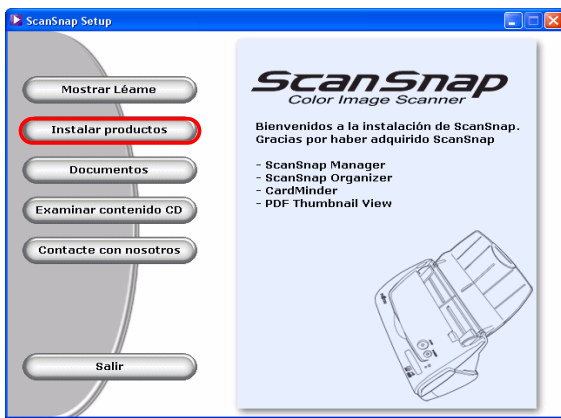 ScanSnap Setup
Mostrar Léame
Instalar productos
Documentos
Examinar contenido CD
Contacte con nosotros
Salir
ScanSnap
Color Image Scanner
Bienvenidos a la instalación de ScanSnap.
Gracias por haber adquirido ScanSnap
- ScanSnap Manager
- ScanSnap Organizer
- CardMinder
- PDF Thumbnail View